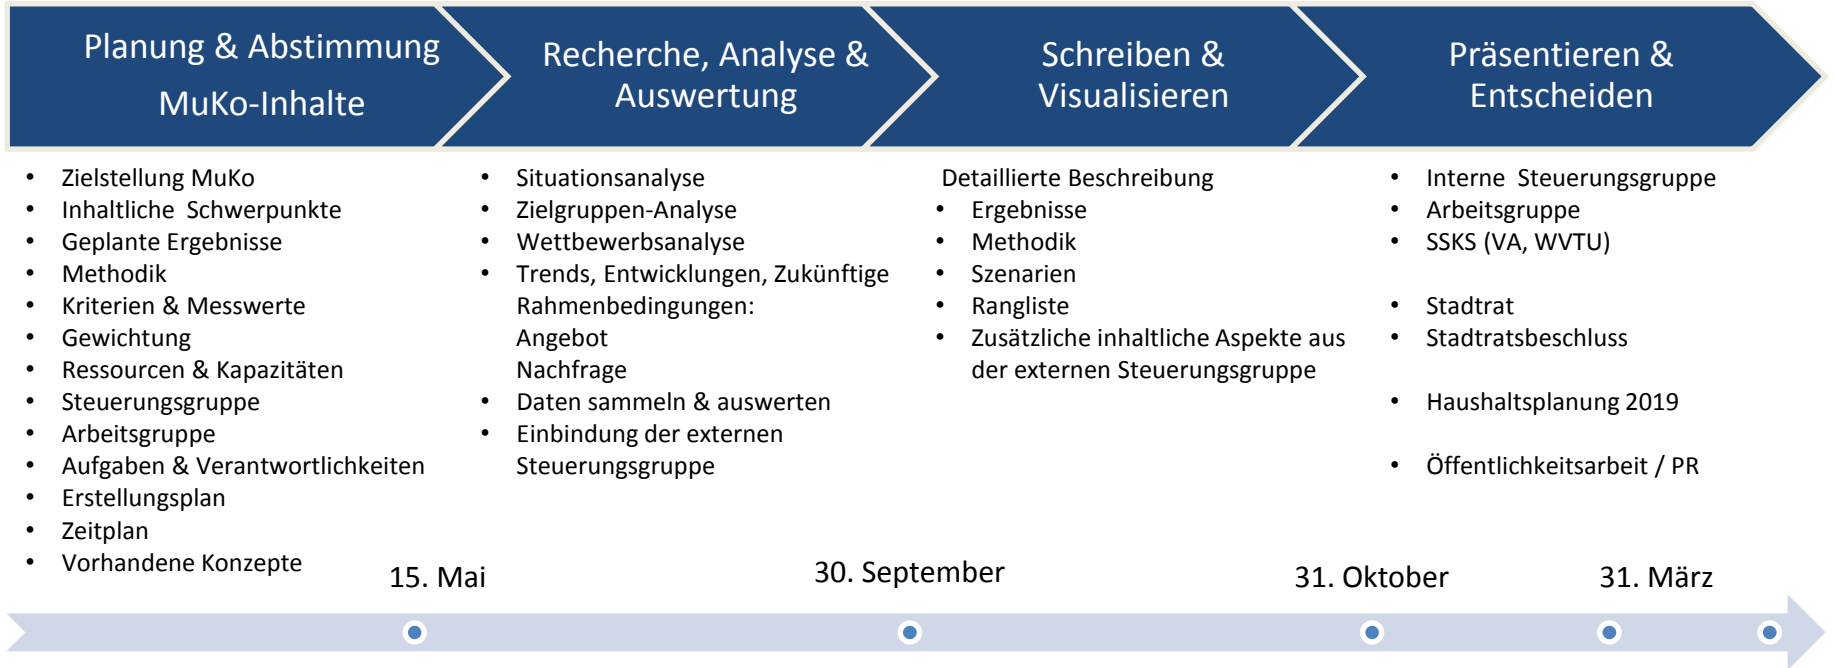 Planung & Abstimmung
MuKo-Inhalte
Recherche, Analyse &
Auswertung
Schreiben &
Visualisieren
Präsentieren &
Entscheiden
• Zielstellung MuKo
• Inhaltliche Schwerpunkte
• Geplante Ergebnisse
• Methodik
• Kriterien & Messwerte
• Gewichtung
• Ressourcen & Kapazitäten
• Steuerungsgruppe
• Arbeitsgruppe
• Aufgaben & Verantwortlichkeiten
• Erstellungsplan
• Zeitplan
• Vorhandene Konzepte
• Situationsanalyse
• Zielgruppen-Analyse
• Wettbewerbsanalyse
• Trends, Entwicklungen, Zukünftige
Rahmenbedingungen:
Angebot
Nachfrage
• Daten sammeln & auswerten
• Einbindung der externen
Steuerungsgruppe
Detaillierte Beschreibung
• Ergebnisse
• Methodik
• Szenarien
• Rangliste
• Zusätzliche inhaltliche Aspekte aus
der externen Steuerungsgruppe
• Interne Steuerungsgruppe
• Arbeitsgruppe
• SSKS (VA, WVTU)
• Stadtrat
• Stadtratsbeschluss
• Haushaltsplanung 2019
• Öffentlichkeitsarbeit / PR
15. Mai
30. September
31. Oktober
31. März